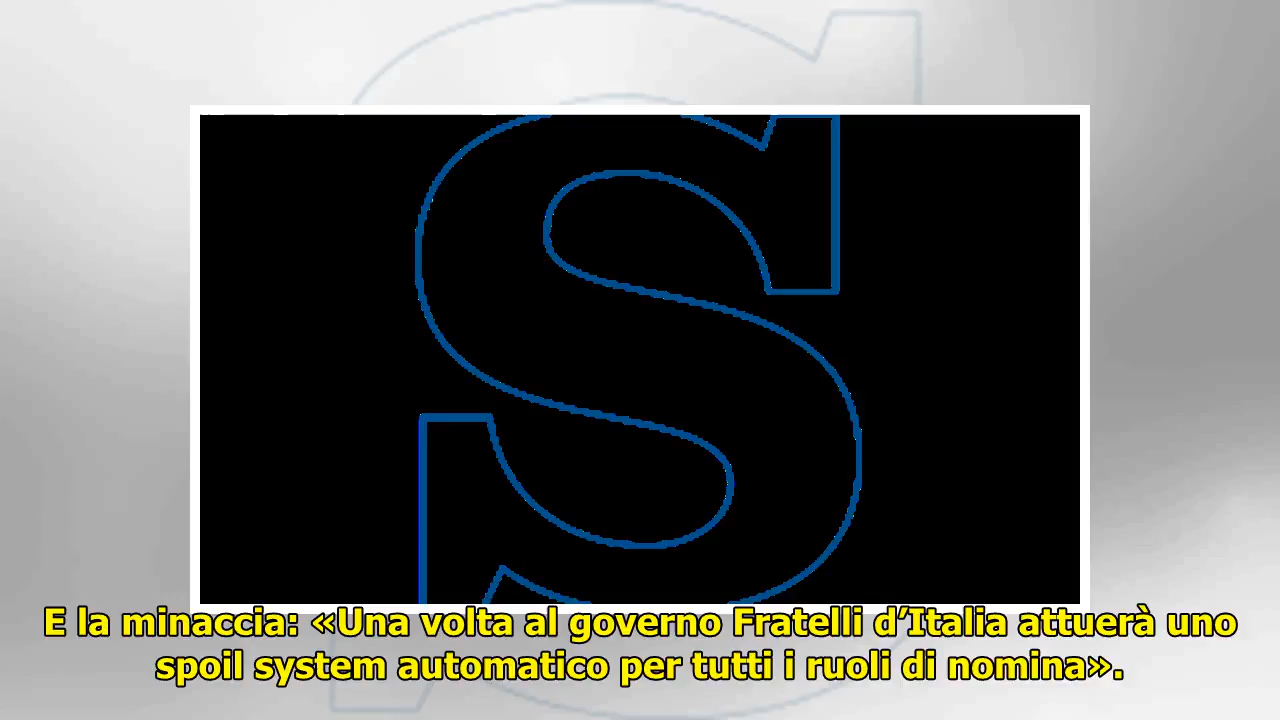 S
E la minaccia: «Una volta al governo Fratelli d’Italia attuerà uno
spoil system automatico per tutti i ruoli di nomina».